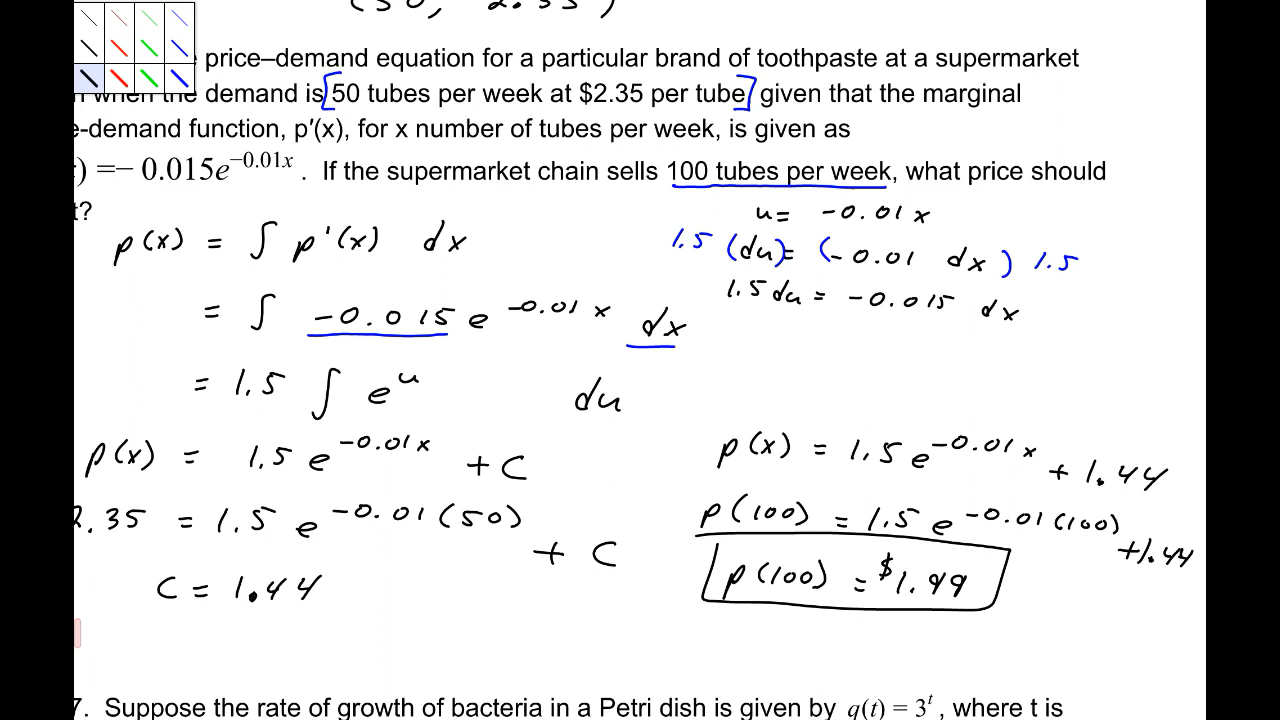 (50, 2.35)
price–demand equation for a particular brand of toothpaste at a supermarket
when the demand is [50 tubes per week at $2.35 per tube] given that the marginal
-demand function, p′(x), for x number of tubes per week, is given as
) =− 0.015e^{−0.01x} . If the supermarket chain sells 100 tubes per week, what price should
t?
p(x) = ∫ p'(x) dx
= ∫ -0.015 e^{-0.01x} dx
= 1.5 ∫ e^u du
p(x) = 1.5 e^{-0.01x} + C
2.35 = 1.5 e^{-0.01(50)} + C
C = 1.44
u = -0.01x
1.5 (du) = (-0.01 dx) 1.5
1.5 du = -0.015 dx
p(x) = 1.5 e^{-0.01x} + 1.44
p(100) = 1.5 e^{-0.01(100)} + 1.44
p(100) = $1.99
7. Suppose the rate of growth of bacteria in a Petri dish is given by q(t) = 3^t , where t is